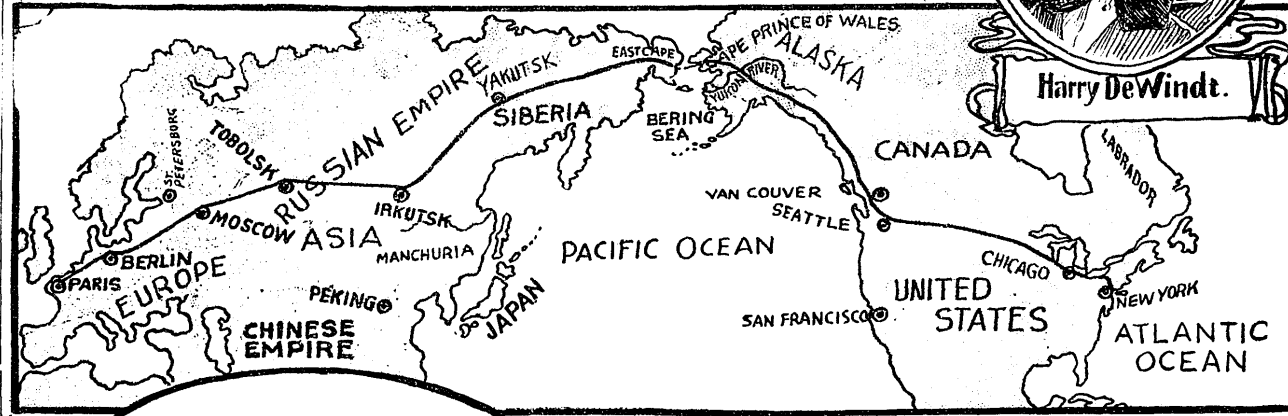 CAPE PRINCE OF WALES
ALASKA
EAST CAPE
YUKON RIVER
YAKUTSK
Harry DeWindt.
RUSSIAN EMPIRE
SIBERIA
BERING
SEA
ST. PETERSBURG
TOBOLSK
CANADA
LABRADOR
VAN COUVER
SEATTLE
IRKUTSK
MOSCOW
ASIA
MANCHURIA
PACIFIC OCEAN
BERLIN
PARIS
EUROPE
CHICAGO
PEKING
JAPAN
UNITED
STATES
NEW YORK
SAN FRANCISCO
CHINESE
EMPIRE
ATLANTIC
OCEAN